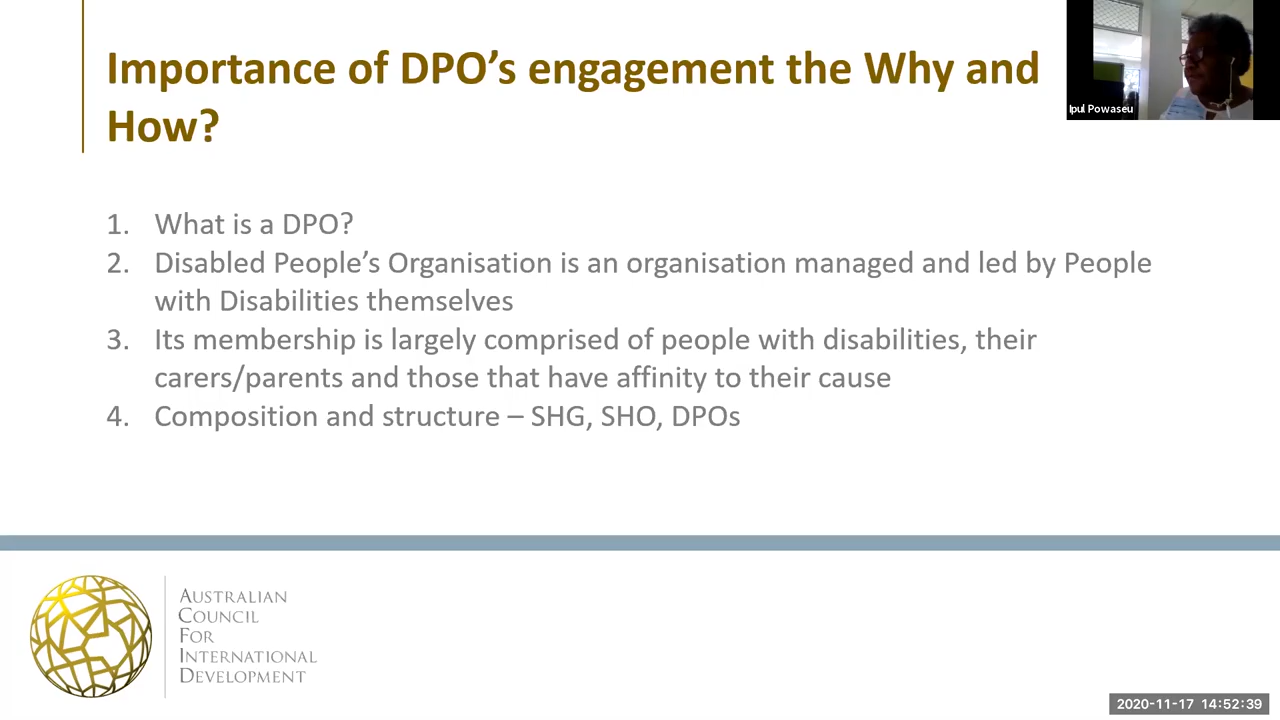 Importance of DPO’s engagement the Why and
How?
Ipul Powaseu
1. What is a DPO?
2. Disabled People’s Organisation is an organisation managed and led by People
with Disabilities themselves
3. Its membership is largely comprised of people with disabilities, their
carers/parents and those that have affinity to their cause
4. Composition and structure – SHG, SHO, DPOs
AUSTRALIAN
COUNCIL
FOR
INTERNATIONAL
DEVELOPMENT
2020-11-17 14:52:39